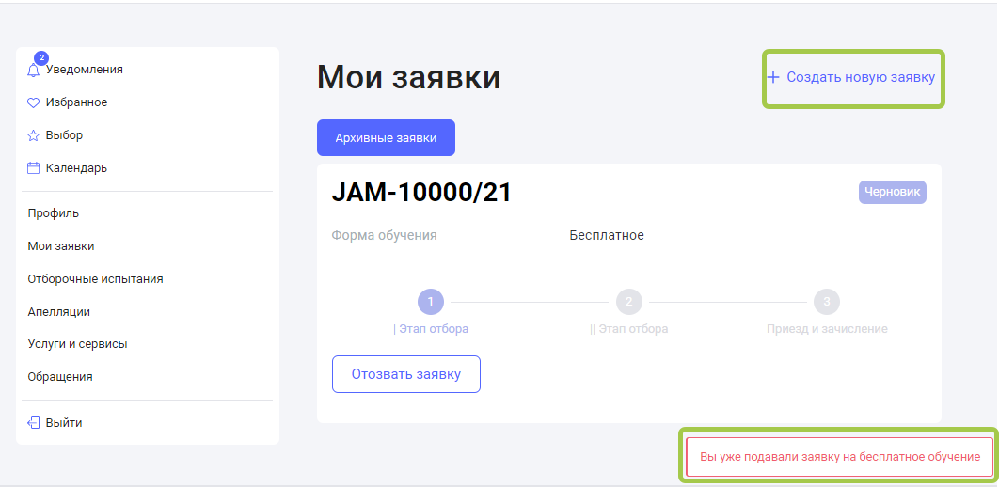 2
Уведомления
Избранное
Выбор
Календарь
Профиль
Мои заявки
Отборочные испытания
Апелляции
Услуги и сервисы
Обращения
Выйти
Мои заявки
+ Создать новую заявку
Архивные заявки
JAM-10000/21
Черновик
Форма обучения Бесплатное
1 2 3
| Этап отбора || Этап отбора Приезд и зачисление
Отозвать заявку
Вы уже подавали заявку на бесплатное обучение